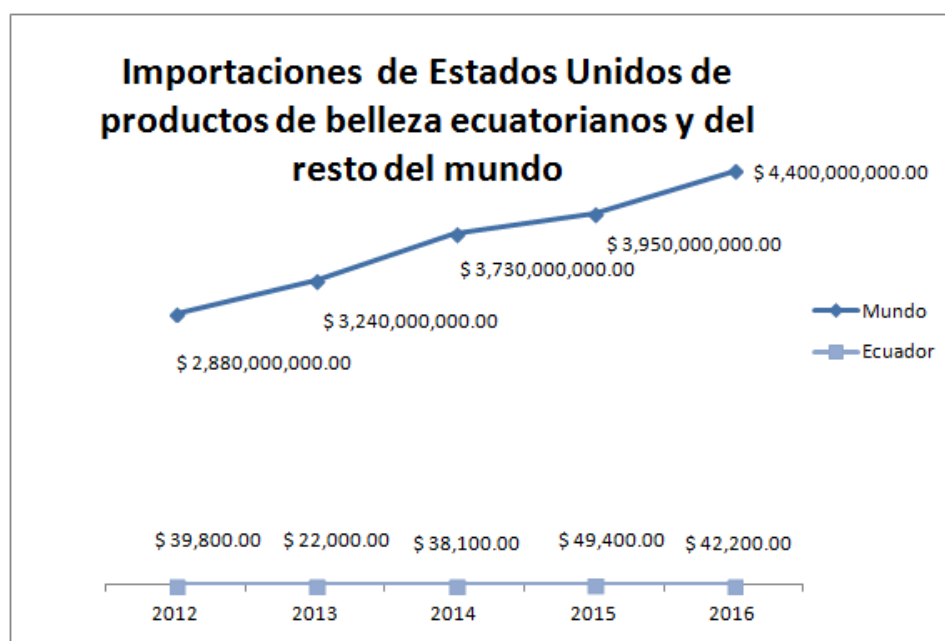 Importaciones de Estados Unidos de
productos de belleza ecuatorianos y del
resto del mundo
$ 4,400,000,000.00
$ 3,950,000,000.00
$ 3,730,000,000.00
$ 3,240,000,000.00
$ 2,880,000,000.00
Mundo
Ecuador
$ 39,800.00 $ 22,000.00 $ 38,100.00 $ 49,400.00 $ 42,200.00
2012 2013 2014 2015 2016